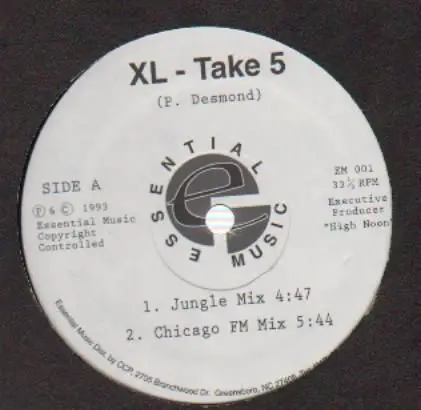 XL - Take 5
(P. Desmond)
ESSENTIAL
MUSIC
e
SIDE A
Ⓟ & © 1993
Essential Music
Copyright
Controlled
EM 001
33⅓ RPM
Executive
Producer
"High Noon"
1. Jungle Mix 4:47
2. Chicago FM Mix 5:44
Essential Music Dist. by CCP, 2705 Branchwood Dr. Greensboro, NC